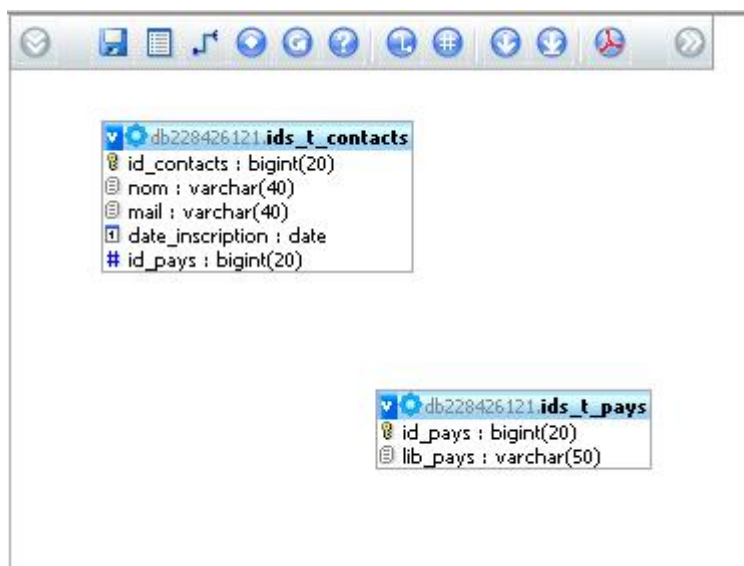 db228426121.ids_t_contacts
id_contacts : bigint(20)
nom : varchar(40)
mail : varchar(40)
date_inscription : date
# id_pays : bigint(20)
db228426121.ids_t_pays
id_pays : bigint(20)
lib_pays : varchar(50)